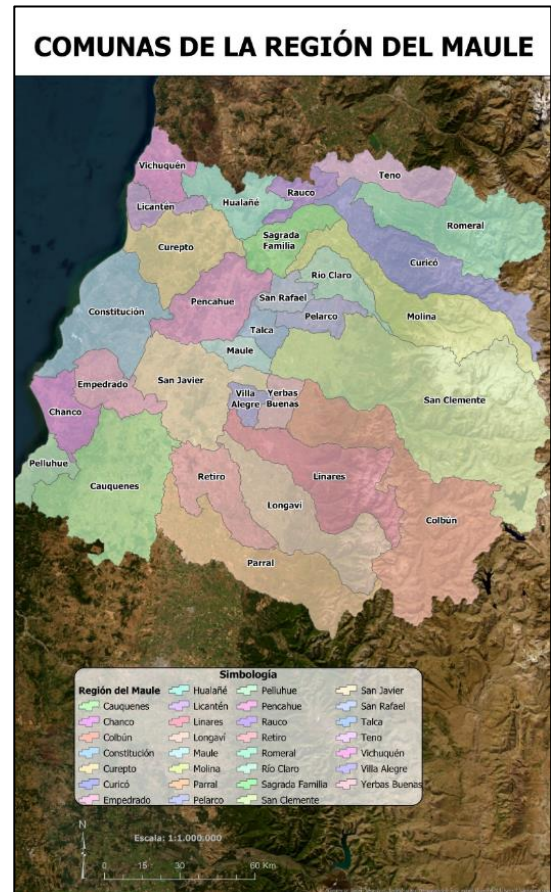 COMUNAS DE LA REGIÓN DEL MAULE
Vichuquén
Teno
Rauco
Licantén
Hualañé
Romeral
Sagrada
Familia
Curepto
Curicó
Río Claro
Pencahue
San Rafael
Constitución
Pelarco
Molina
Talca
Maule
Empedrado
San Javier
Villa
Alegre
Yerbas
Buenas
San Clemente
Chanco
Pelluhue
Retiro
Linares
Cauquenes
Longaví
Colbún
Parral
Simbología
Región del Maule
Cauquenes
Chanco
Colbún
Constitución
Curepto
Curicó
Empedrado
Hualañé
Licantén
Linares
Longaví
Maule
Molina
Parral
Pelarco
Pelluhue
Pencahue
Rauco
Retiro
Romeral
Río Claro
Sagrada Familia
San Clemente
San Javier
San Rafael
Talca
Teno
Vichuquén
Villa Alegre
Yerbas Buenas
N
Escala: 1:1.000.000
0 15 30 60 Km